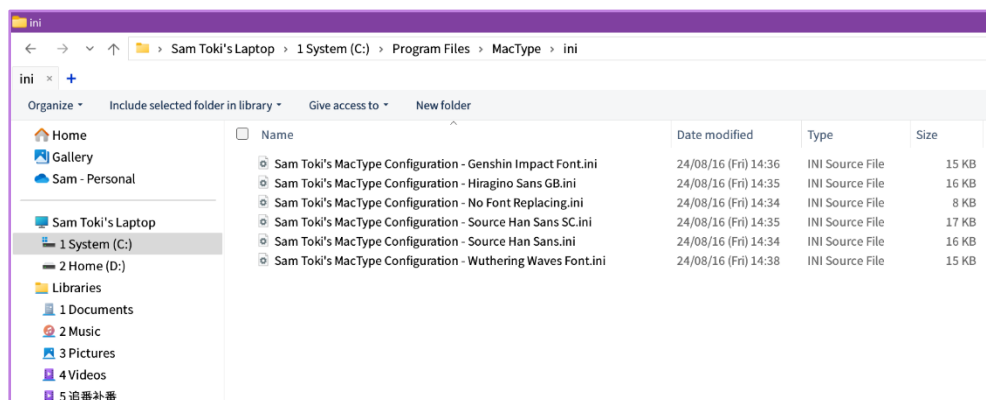 ini
Sam Toki's Laptop > 1 System (C:) > Program Files > MacType > ini
ini × +
Organize Include selected folder in library Give access to New folder
Home
Gallery
Sam - Personal
Sam Toki's Laptop
1 System (C:)
2 Home (D:)
Libraries
1 Documents
2 Music
3 Pictures
4 Videos
5 追番补番
Name Date modified Type Size
Sam Toki's MacType Configuration - Genshin Impact Font.ini 24/08/16 (Fri) 14:36 INI Source File 15 KB
Sam Toki's MacType Configuration - Hiragino Sans GB.ini 24/08/16 (Fri) 14:35 INI Source File 16 KB
Sam Toki's MacType Configuration - No Font Replacing.ini 24/08/16 (Fri) 14:34 INI Source File 8 KB
Sam Toki's MacType Configuration - Source Han Sans SC.ini 24/08/16 (Fri) 14:35 INI Source File 17 KB
Sam Toki's MacType Configuration - Source Han Sans.ini 24/08/16 (Fri) 14:34 INI Source File 16 KB
Sam Toki's MacType Configuration - Wuthering Waves Font.ini 24/08/16 (Fri) 14:38 INI Source File 15 KB